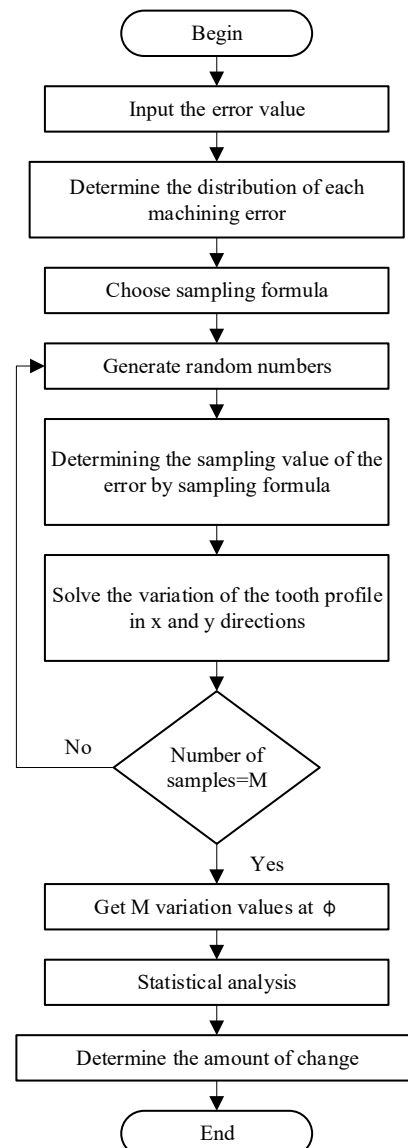 Begin
Input the error value
Determine the distribution of each
machining error
Choose sampling formula
Generate random numbers
Determining the sampling value of the
error by sampling formula
Solve the variation of the tooth profile
in x and y directions
No
Number of
samples=M
Yes
Get M variation values at φ
Statistical analysis
Determine the amount of change
End